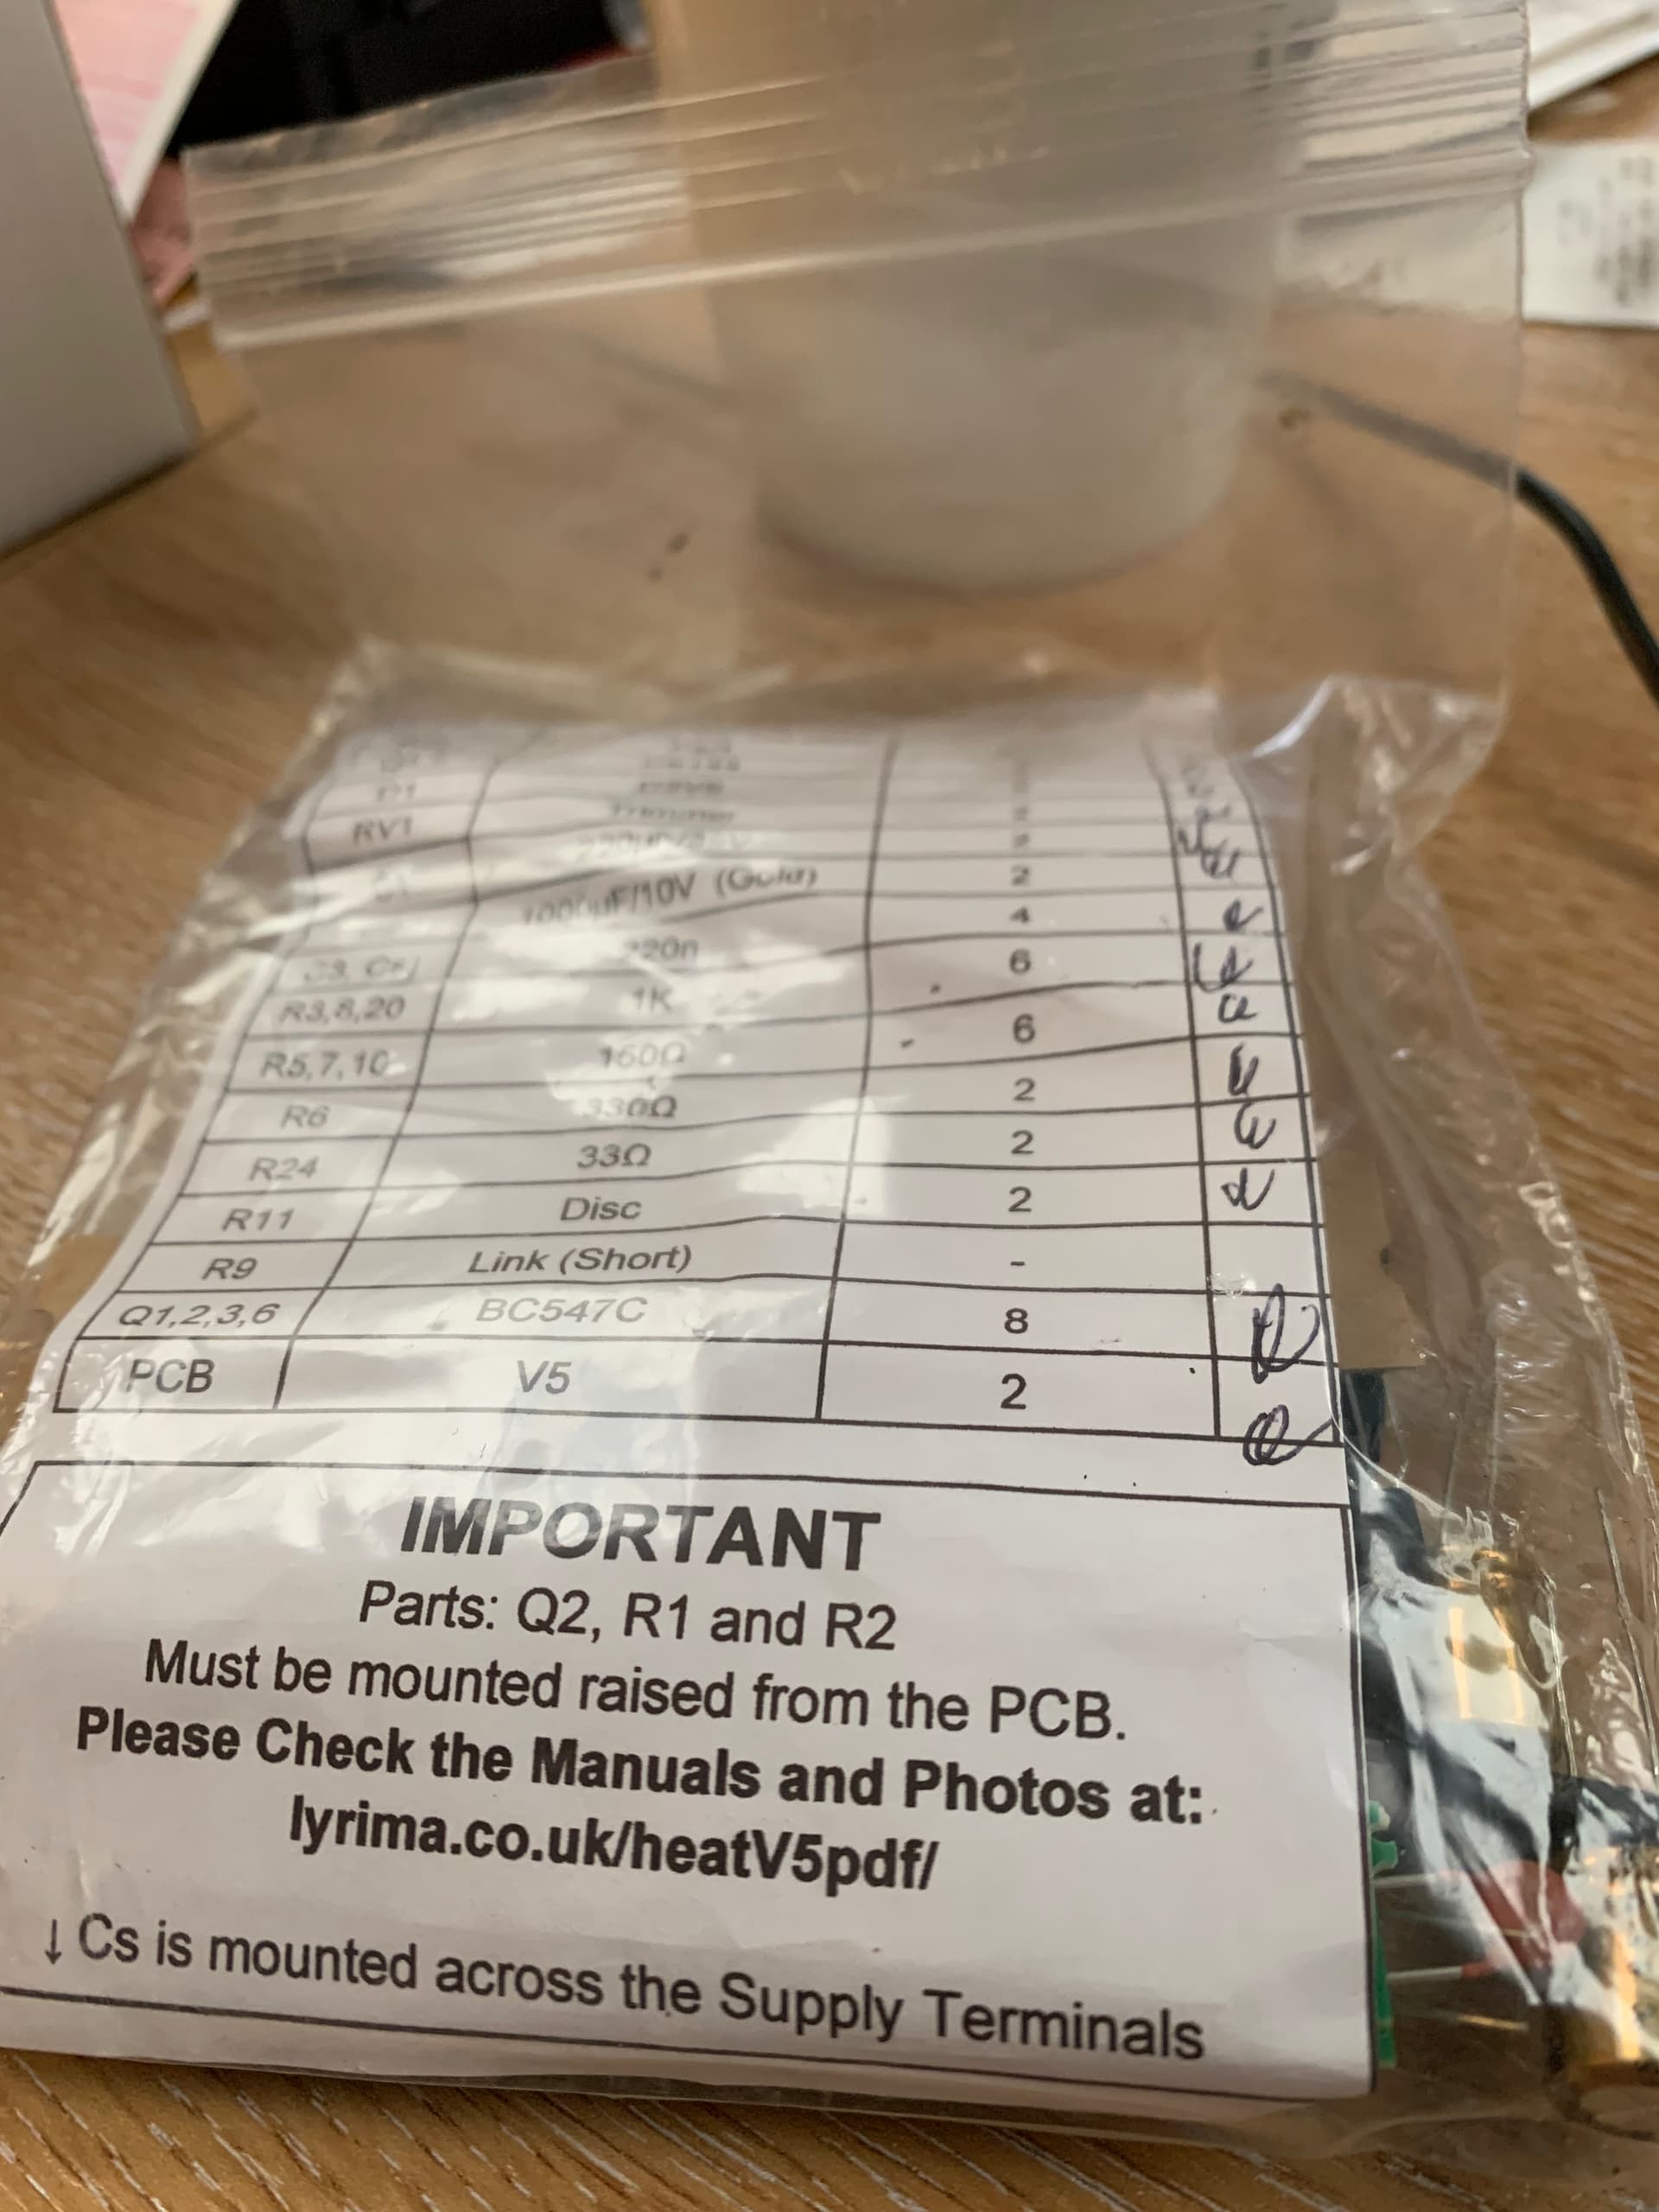 D1
RV1
1000µF/10V (Gold) 2
4
C3, Cs 220n 6
R3,8,20 1K 6
R5,7,10 160Ω 2
R6 330Ω 2
R24 33Ω 2
R11 Disc -
R9 Link (Short)
Q1,2,3,6 BC547C 8
PCB V5 2
IMPORTANT
Parts: Q2, R1 and R2
Must be mounted raised from the PCB.
Please Check the Manuals and Photos at:
lyrima.co.uk/heatV5pdf/
↓ Cs is mounted across the Supply Terminals